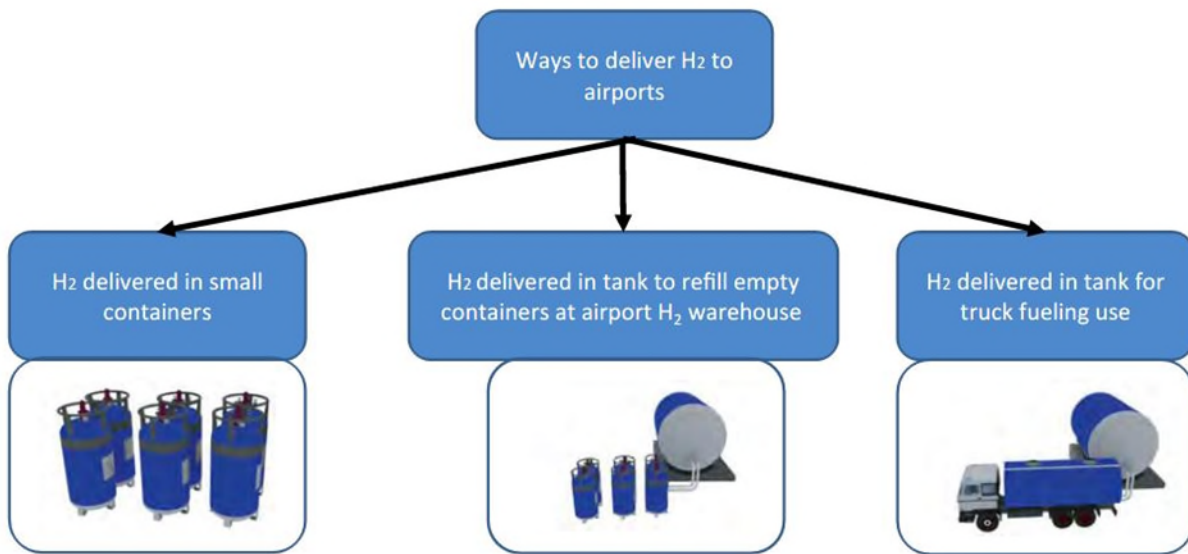 Ways to deliver H2 to
airports
H2 delivered in small
containers
H2 delivered in tank to refill empty
containers at airport H₂ warehouse
H2 delivered in tank for
truck fueling use